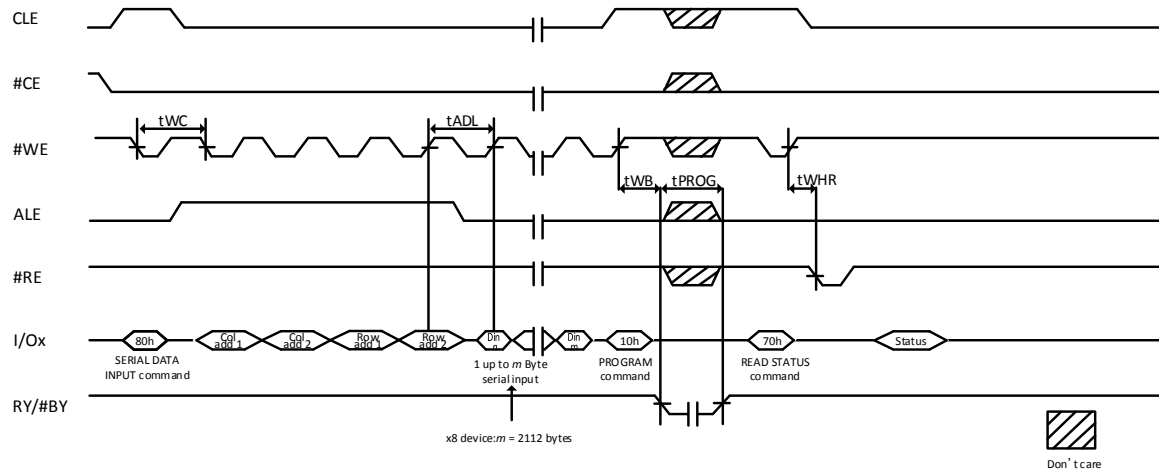 CLE
#CE
tWC
tADL
#WE
tWB
tPROG
tWHR
ALE
#RE
I/Ox
80h
Col
add 1
Col
add 2
Row
add 1
Row
add 2
Din
n
Din
m
10h
70h
Status
SERIAL DATA
INPUT command
1 up to m Byte
serial input
PROGRAM
command
READ STATUS
command
RY/#BY
x8 device:m = 2112 bytes
Don't care